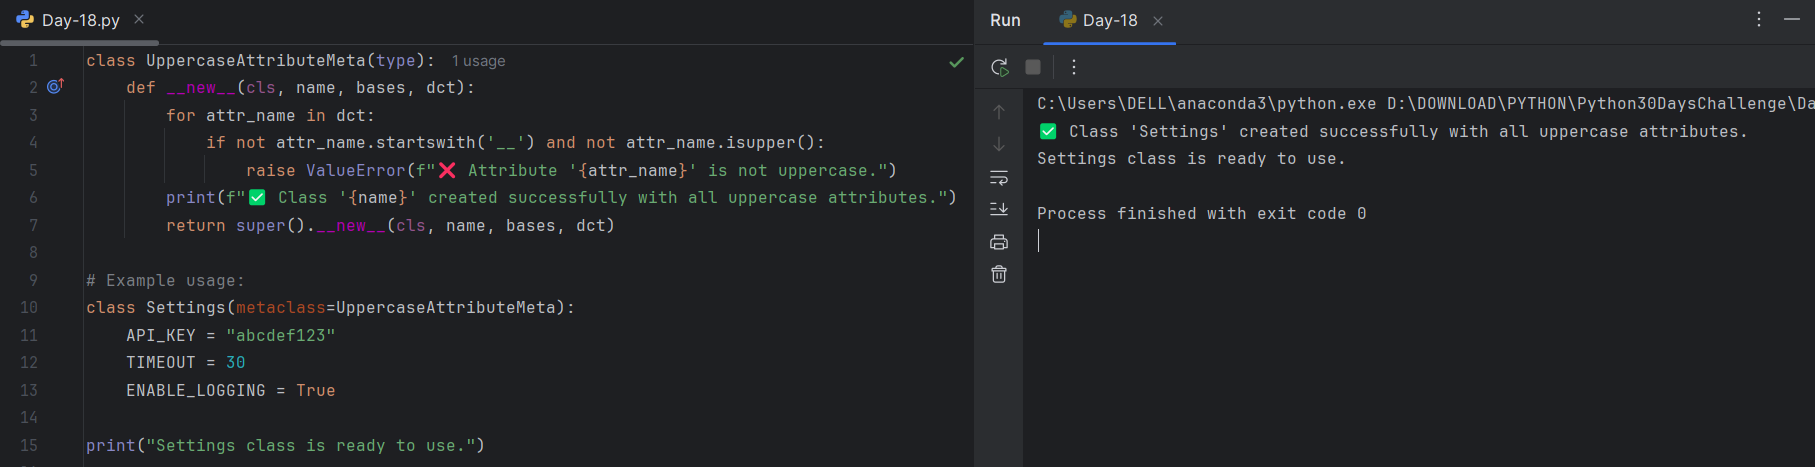 Day-18.py
1 class UppercaseAttributeMeta(type): 1 usage
2 def __new__(cls, name, bases, dct):
3 for attr_name in dct:
4 if not attr_name.startswith('__') and not attr_name.isupper():
5 raise ValueError(f"❌ Attribute '{attr_name}' is not uppercase.")
6 print(f"✅ Class '{name}' created successfully with all uppercase attributes.")
7 return super().__new__(cls, name, bases, dct)
8
9 # Example usage:
10 class Settings(metaclass=UppercaseAttributeMeta):
11 API_KEY = "abcdef123"
12 TIMEOUT = 30
13 ENABLE_LOGGING = True
14
15 print("Settings class is ready to use.")
Run Day-18
C:\Users\DELL\anaconda3\python.exe D:\DOWNLOAD\PYTHON\Python30DaysChallenge\Da
✅ Class 'Settings' created successfully with all uppercase attributes.
Settings class is ready to use.
Process finished with exit code 0